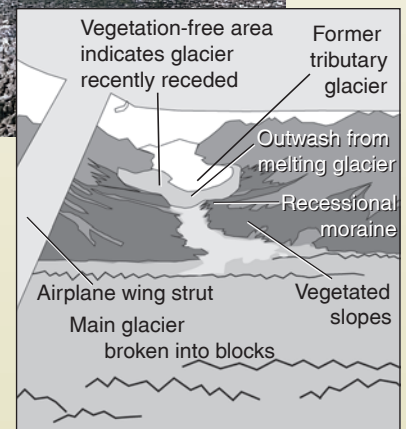 Vegetation-free area
indicates glacier
recently receded
Former
tributary
glacier
Outwash from
melting glacier
Recessional
moraine
Airplane wing strut
Vegetated
slopes
Main glacier
broken into blocks